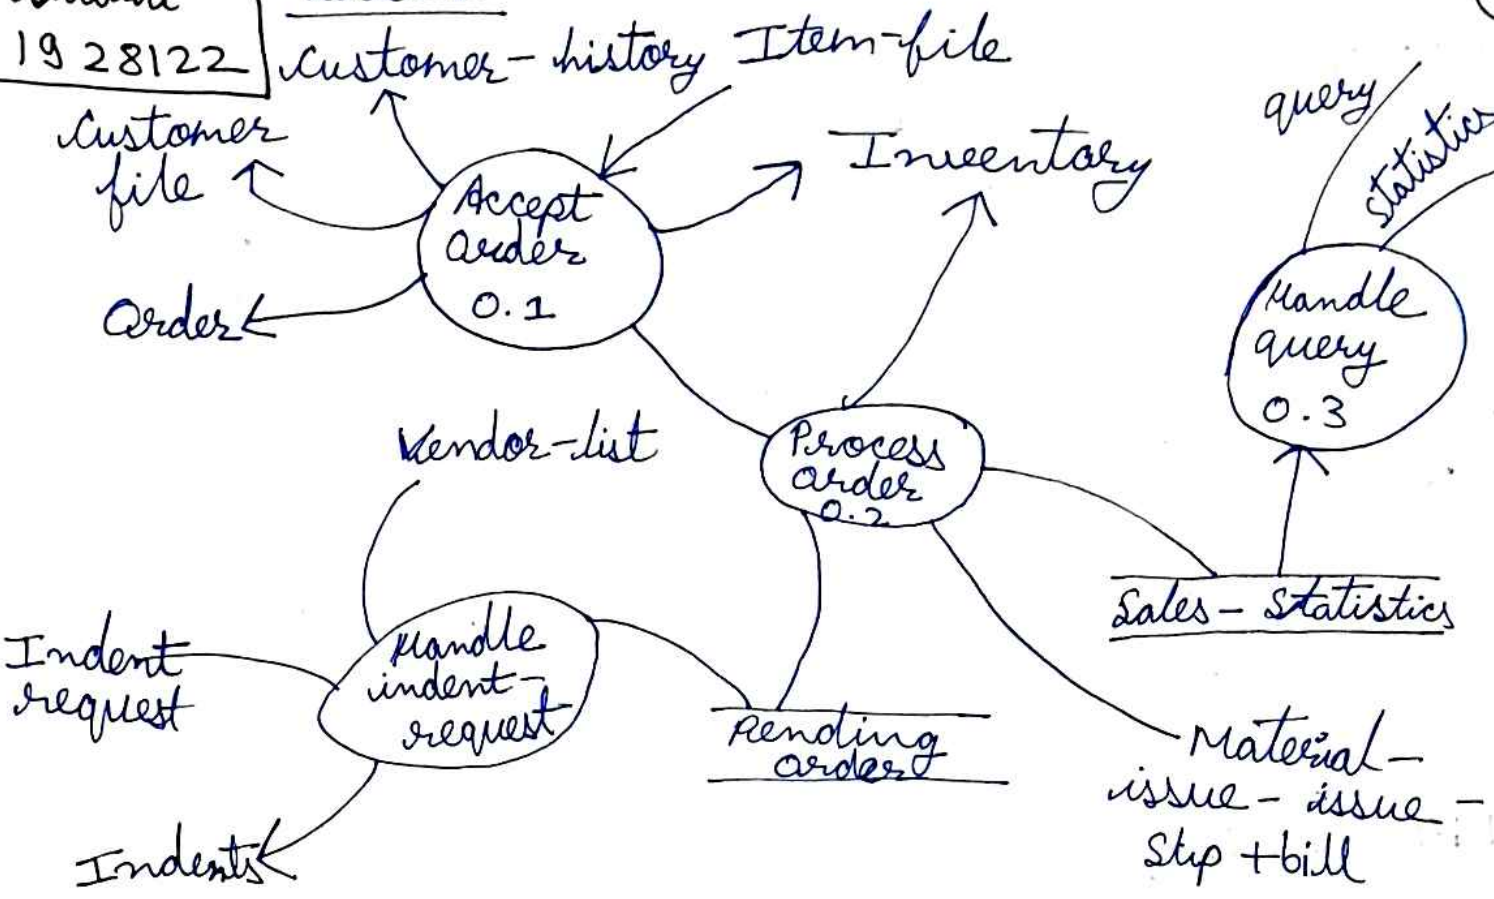 1928122
Customer-history
Item-file
query
statistics
Customer
file
Inventory
Accept
order
0.1
Order
Handle
query
0.3
Vendor-list
Process
order
0.2
Sales-Statistics
Indent
request
Handle
indent-
request
Pending
order
Material-
issue-issue-
Slip+bill
Indents